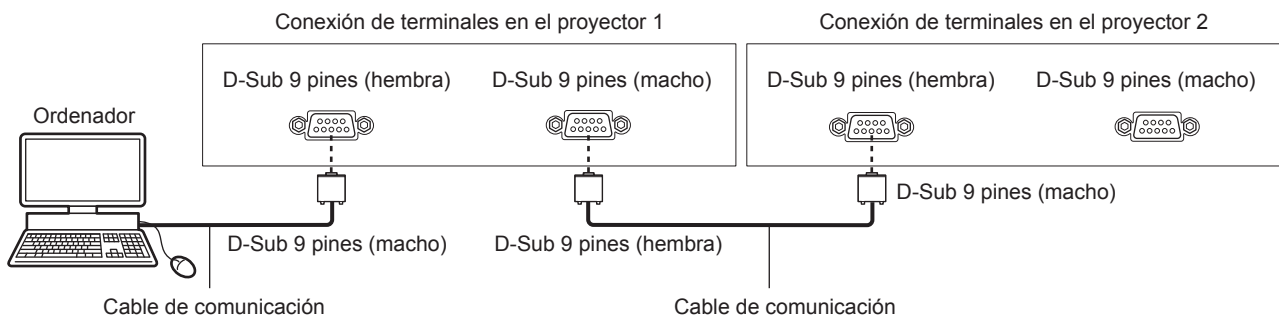 Conexión de terminales en el proyector 1
Conexión de terminales en el proyector 2
D-Sub 9 pines (hembra)
D-Sub 9 pines (macho)
D-Sub 9 pines (hembra)
D-Sub 9 pines (macho)
Ordenador
D-Sub 9 pines (macho)
D-Sub 9 pines (macho)
D-Sub 9 pines (hembra)
Cable de comunicación
Cable de comunicación